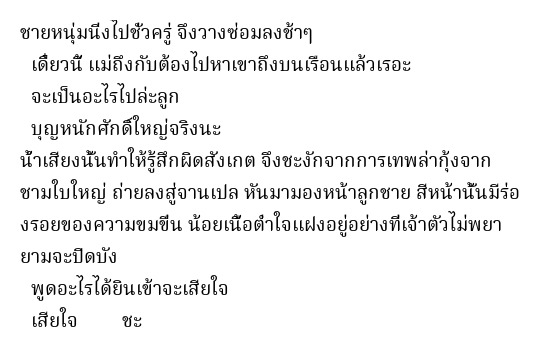 ชายหนุ่มนิ่งไปชั่วครู่ จึงวางซ่อมลงช้าๆ
เดี๋ยวนี้ แม่ถึงกับต้องไปหาเขาถึงบนเรือนแล้วเรอะ
จะเป็นอะไรไปล่ะลูก
บุญหนักศักดิ์ใหญ่จริงนะ
น้ำเสียงนั้นทำให้รู้สึกผิดสังเกต จึงชะงักจากการเทพล่ากุ้งจาก
ชามใบใหญ่ ถ่ายลงสู่จานเปล หันมามองหน้าลูกชาย สีหน้านั้นมีร่อ
งรอยของความขมขื่น น้อยเนื้อต่ำใจแฝงอยู่อย่างที่เจ้าตัวไม่พยา
ยามจะปิดบัง
พูดอะไรได้ยินเข้าจะเสียใจ
เสียใจ ชะ